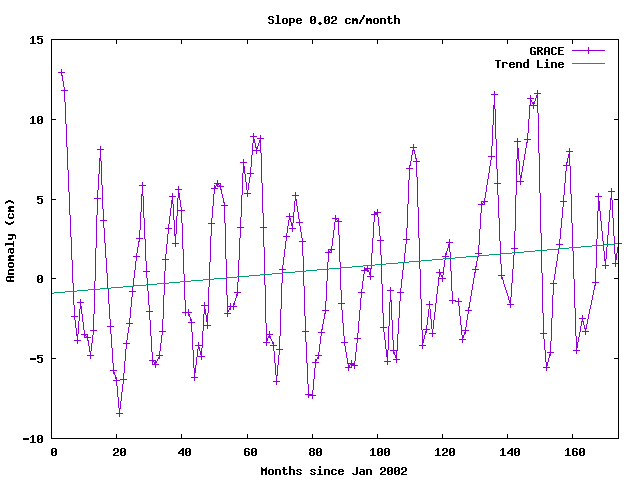 Slope 0.02 cm/month
GRACE
Trend Line
Anomaly (cm)
15
10
5
0
-5
-10
0 20 40 60 80 100 120 140 160
Months since Jan 2002